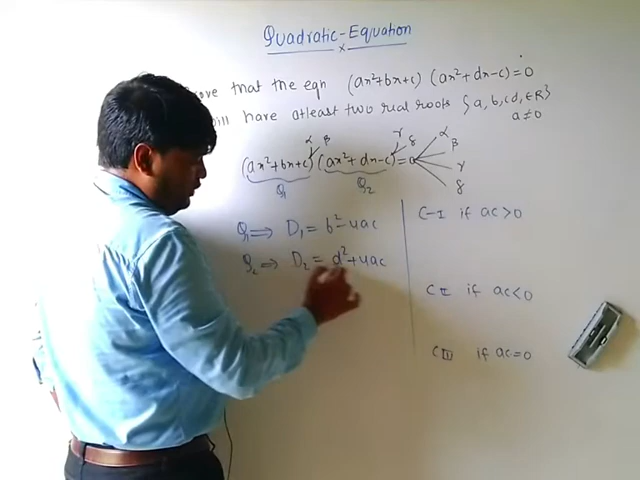 Quadratic-Equation
x
ove that the eqn (ax²+bx+c) (ax²+dx-c)=0
will have atleast two real roots {a,b,c,d,∈R}
a≠0
α β γ δ
(ax²+bx+c) (ax²+dx-c)=0
α
β
γ
δ
Q₁ Q₂
Q₁ ⟹ D₁ = b²-4ac
Q₂ ⟹ D₂ = d²+4ac
C-I if ac>0
C II if ac<0
C III if ac=0